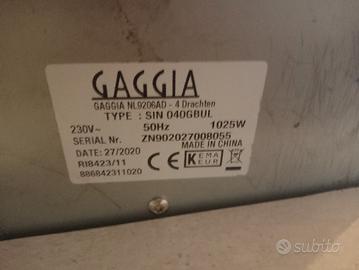 GAGGIA
GAGGIA NL9206AD - 4 Drachten
TYPE : SIN 040GBUL
230V~ 50Hz 1025W
SERIAL Nr. ZN902027008055
MADE IN CHINA
DATE: 27/2020
RI8423/11
886842311020
KEMA
KEUR
subito